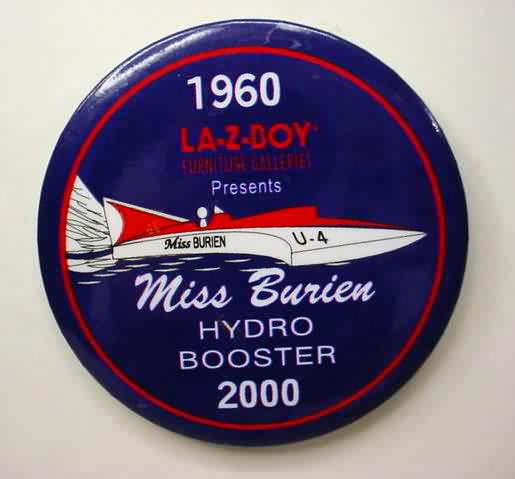 1960
LA-Z-BOY®
FURNITURE GALLERIES
Presents
Miss BURIEN
U-4
Miss Burien
HYDRO
BOOSTER
2000